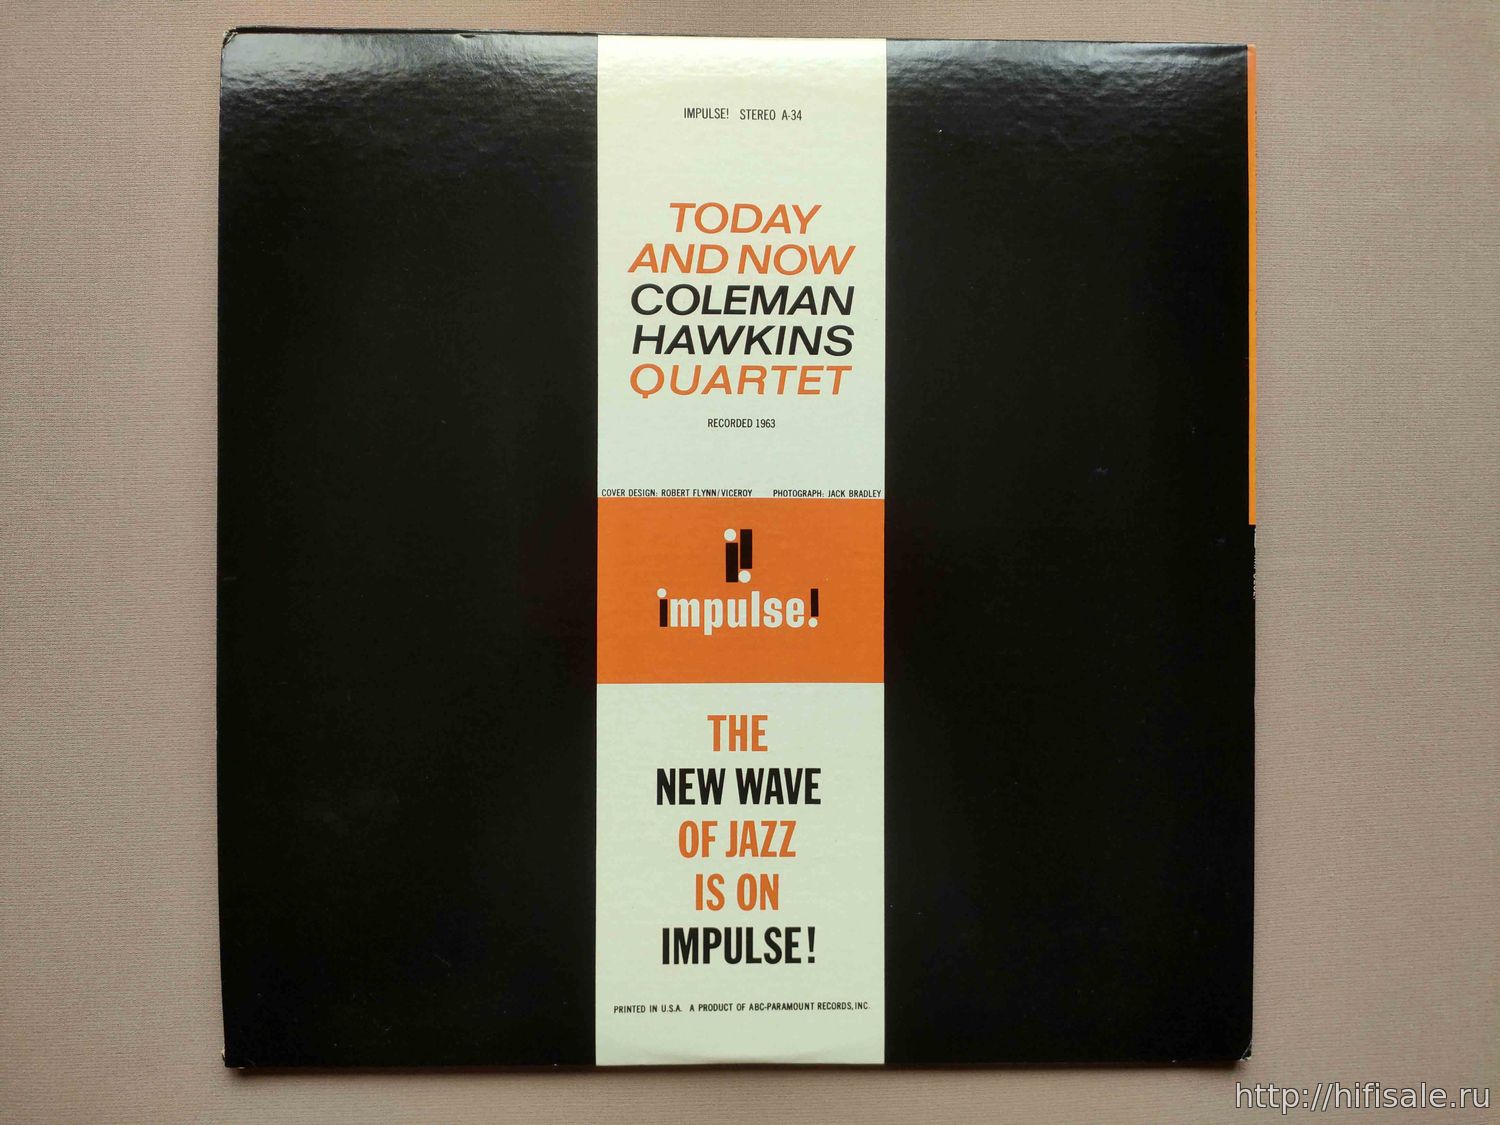 IMPULSE! STEREO A-34
TODAY
AND NOW
COLEMAN
HAWKINS
QUARTET
RECORDED 1963
COVER DESIGN: ROBERT FLYNN/VICEROY PHOTOGRAPH: JACK BRADLEY
impulse!
THE
NEW WAVE
OF JAZZ
IS ON
IMPULSE!
PRINTED IN U.S.A. A PRODUCT OF ABC-PARAMOUNT RECORDS, INC.
http://hifisale.ru